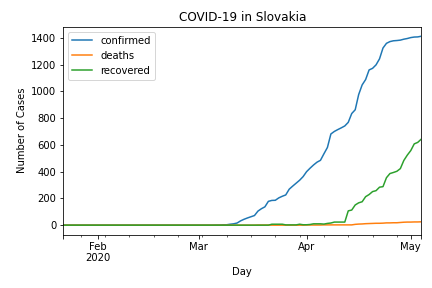 COVID-19 in Slovakia
confirmed
deaths
recovered
1400
1200
1000
800
600
400
200
0
Number of Cases
Feb
2020
Mar
Apr
May
Day